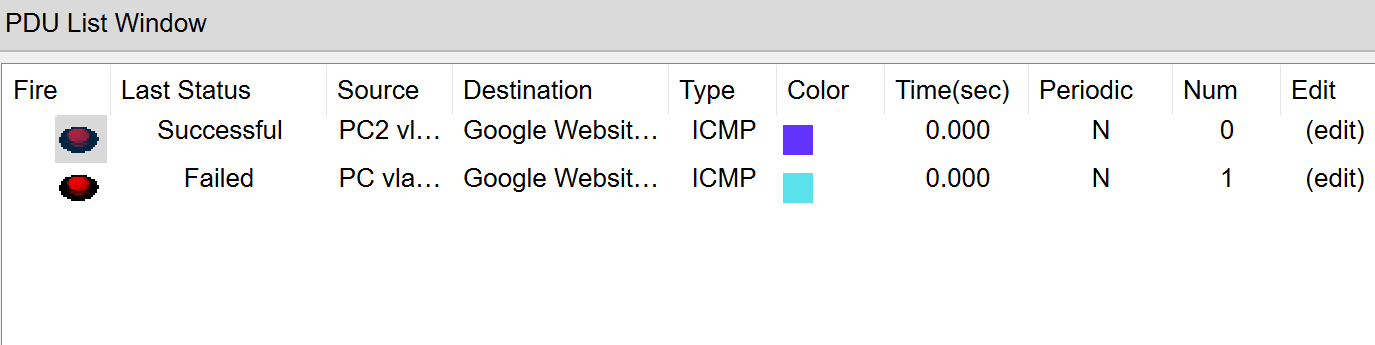 PDU List Window
Fire Last Status Source Destination Type Color Time(sec) Periodic Num Edit
Successful PC2 vl... Google Websit... ICMP 0.000 N 0 (edit)
Failed PC vla... Google Websit... ICMP 0.000 N 1 (edit)